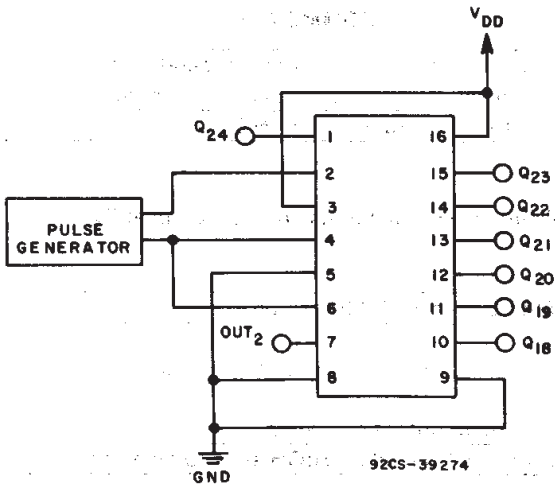 VDD
Q24
1 16
2 15 Q23
3 14 Q22
PULSE
GENERATOR
4 13 Q21
5 12 Q20
6 11 Q19
OUT2
7 10 Q18
8 9
GND
92CS-39274